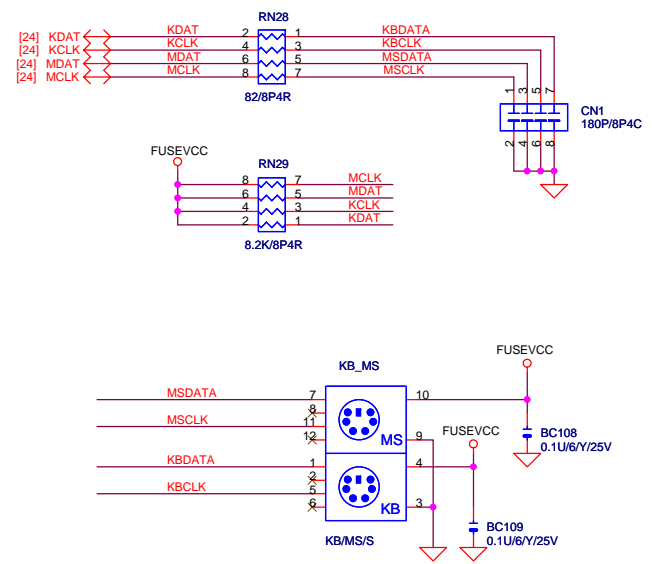 RN28
[24] KDAT KDAT 2 1 KBDATA
[24] KCLK KCLK 4 3 KBCLK
[24] MDAT MDAT 6 5 MSDATA
[24] MCLK MCLK 8 7 MSCLK
82/8P4R
1 3 5 7
CN1
180P/8P4C
2 4 6 8
FUSEVCC
RN29
8 7 MCLK
6 5 MDAT
4 3 KCLK
2 1 KDAT
8.2K/8P4R
FUSEVCC
KB_MS
MSDATA 7 10
8
MSCLK 11
FUSEVCC
12 MS 9
BC108
0.1U/6/Y/25V
KBDATA 1 4
2
KBCLK 5
6 KB 3
BC109
0.1U/6/Y/25V
KB/MS/S